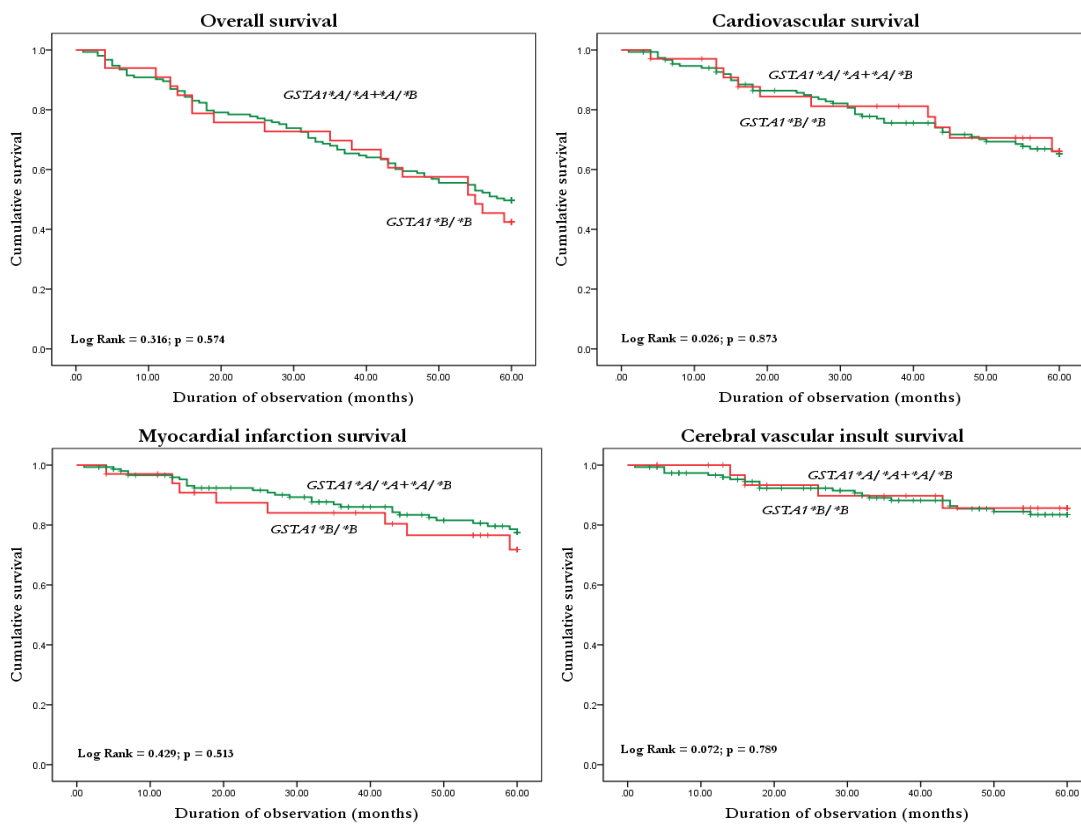 Overall survival
1.0
0.8
0.6
0.4
0.2
0.0
Cumulative survival
GSTA1*A/*A+*A/*B
GSTA1*B/*B
Log Rank = 0.316; p = 0.574
.00 10.00 20.00 30.00 40.00 50.00 60.00
Duration of observation (months)
Cardiovascular survival
1.0
0.8
0.6
0.4
0.2
0.0
Cumulative survival
GSTA1*A/*A+*A/*B
GSTA1*B/*B
Log Rank = 0.026; p = 0.873
.00 10.00 20.00 30.00 40.00 50.00 60.00
Duration of observation (months)
Myocardial infarction survival
1.0
0.8
0.6
0.4
0.2
0.0
Cumulative survival
GSTA1*A/*A+*A/*B
GSTA1*B/*B
Log Rank = 0.429; p = 0.513
.00 10.00 20.00 30.00 40.00 50.00 60.00
Duration of observation (months)
Cerebral vascular insult survival
1.0
0.8
0.6
0.4
0.2
0.0
Cumulative survival
GSTA1*A/*A+*A/*B
GSTA1*B/*B
Log Rank = 0.072; p = 0.789
.00 10.00 20.00 30.00 40.00 50.00 60.00
Duration of observation (months)